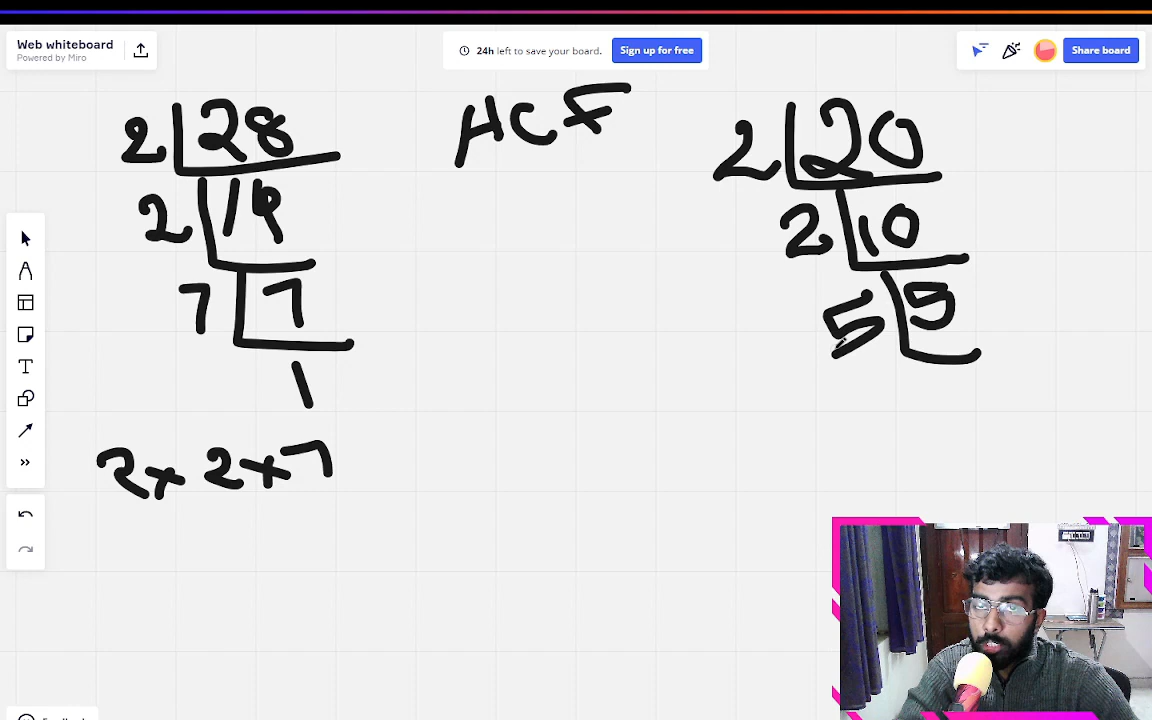 Web whiteboard
Powered by Miro
24h left to save your board.
Sign up for free
Share board
2 28
HCF
2 20
2 14
2 10
7 7
5 5
1
2 x 2 x 7